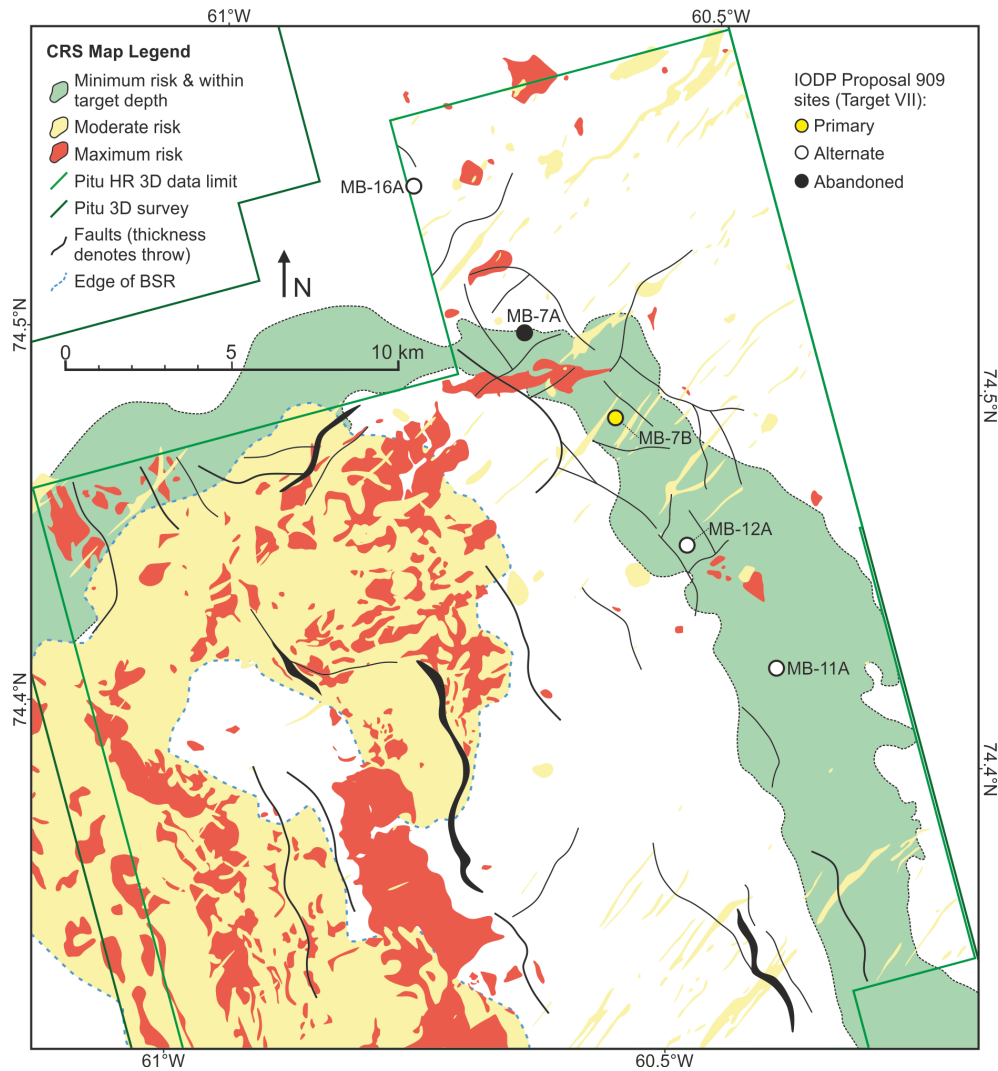 61°W
60.5°W
CRS Map Legend
Minimum risk & within
target depth
Moderate risk
Maximum risk
Pitu HR 3D data limit
Pitu 3D survey
Faults (thickness
denotes throw)
Edge of BSR
N
IODP Proposal 909
sites (Target VII):
Primary
Alternate
Abandoned
MB-16A
MB-7A
74.5°N
0
5
10 km
74.5°N
MB-7B
MB-12A
MB-11A
74.4°N
74.4°N
61°W
60.5°W